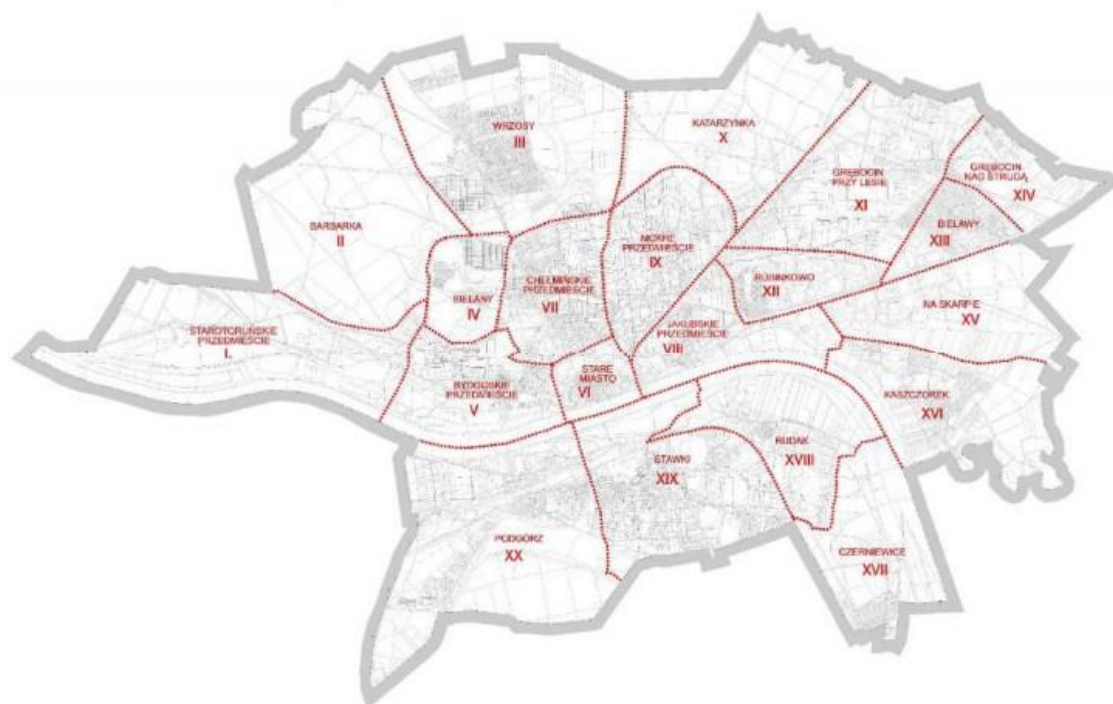 WRZOSY
III
KATARZYNKA
X
GRĘBOCIN
PRZY LESIE
XI
GRĘBOCIN
NAD STRUGĄ
XIV
BARBARKA
II
BIELAWY
XIII
MOKRE
PRZEDMIEŚCIE
IX
CHEŁMIŃSKIE
PRZEDMIEŚCIE
VII
RUBINKOWO
XII
BIELANY
IV
NA SKARPIE
XV
STAROTORUŃSKIE
PRZEDMIEŚCIE
I.
JAKUBSKIE
PRZEDMIEŚCIE
VIII
STARE
MIASTO
VI
BYDGOSKIE
PRZEDMIEŚCIE
V
KASZCZOREK
XVI
RUDAK
XVIII
STAWKI
XIX
PODGÓRZ
XX
CZERNIEWICE
XVII